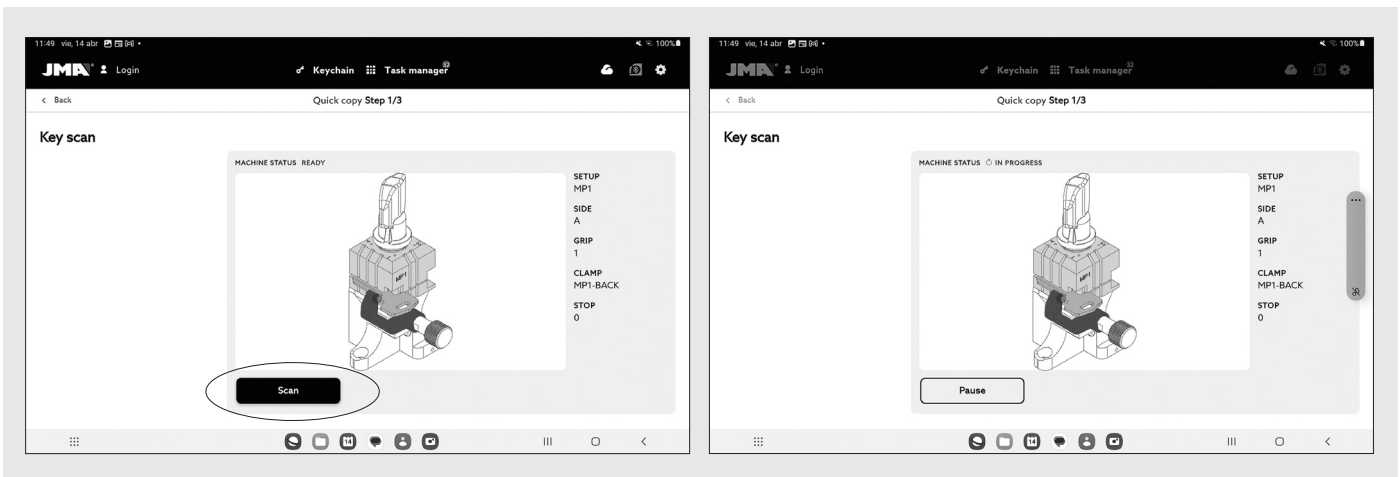 11:49 vie, 14 abr 100%
JMA Login Keychain Task manager 32
Back Quick copy Step 1/3
Key scan
MACHINE STATUS READY
MP1
SETUP
MP1
SIDE
A
GRIP
1
CLAMP
MP1-BACK
STOP
0
Scan
14
11:49 vie, 14 abr 100%
JMA Login Keychain Task manager 32
Back Quick copy Step 1/3
Key scan
MACHINE STATUS IN PROGRESS
MP1
SETUP
MP1
SIDE
A
GRIP
1
CLAMP
MP1-BACK
STOP
0
Pause
14